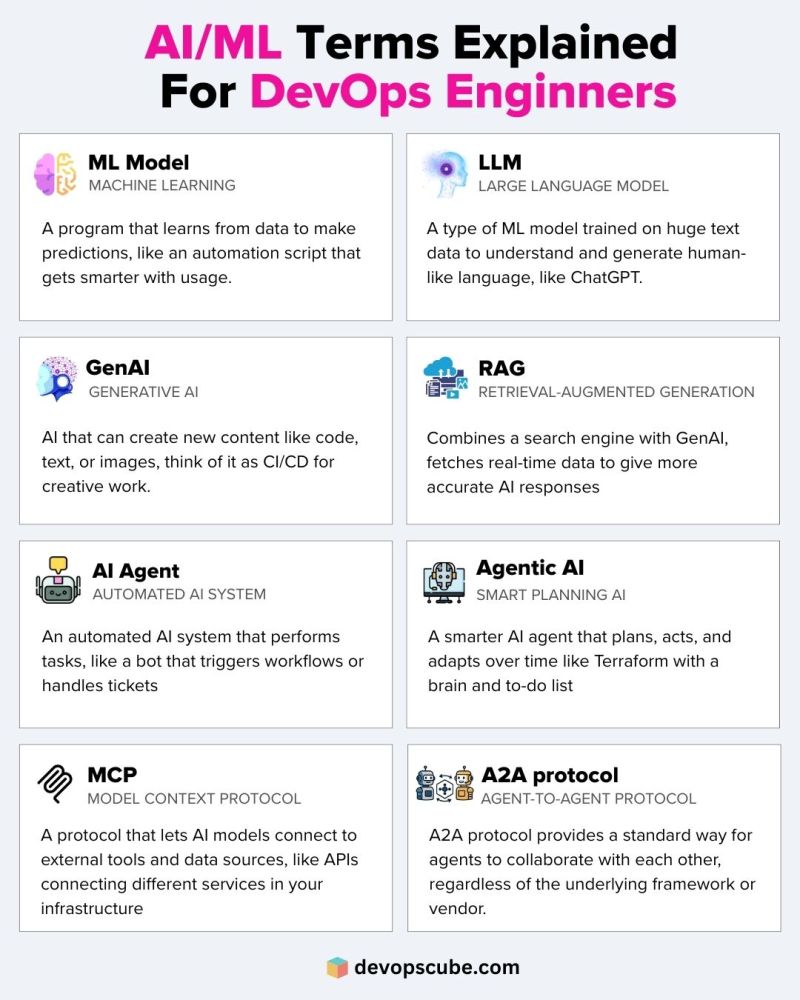 AI/ML Terms Explained
For DevOps Enginners
ML Model
MACHINE LEARNING
A program that learns from data to make
predictions, like an automation script that
gets smarter with usage.
LLM
LARGE LANGUAGE MODEL
A type of ML model trained on huge text
data to understand and generate human-
like language, like ChatGPT.
GenAI
GENERATIVE AI
AI that can create new content like code,
text, or images, think of it as CI/CD for
creative work.
RAG
RETRIEVAL-AUGMENTED GENERATION
Combines a search engine with GenAI,
fetches real-time data to give more
accurate AI responses
AI Agent
AUTOMATED AI SYSTEM
An automated AI system that performs
tasks, like a bot that triggers workflows or
handles tickets
Agentic AI
SMART PLANNING AI
A smarter AI agent that plans, acts, and
adapts over time like Terraform with a
brain and to-do list
MCP
MODEL CONTEXT PROTOCOL
A protocol that lets AI models connect to
external tools and data sources, like APIs
connecting different services in your
infrastructure
A2A protocol
AGENT-TO-AGENT PROTOCOL
A2A protocol provides a standard way for
agents to collaborate with each other,
regardless of the underlying framework or
vendor.
devopscube.com